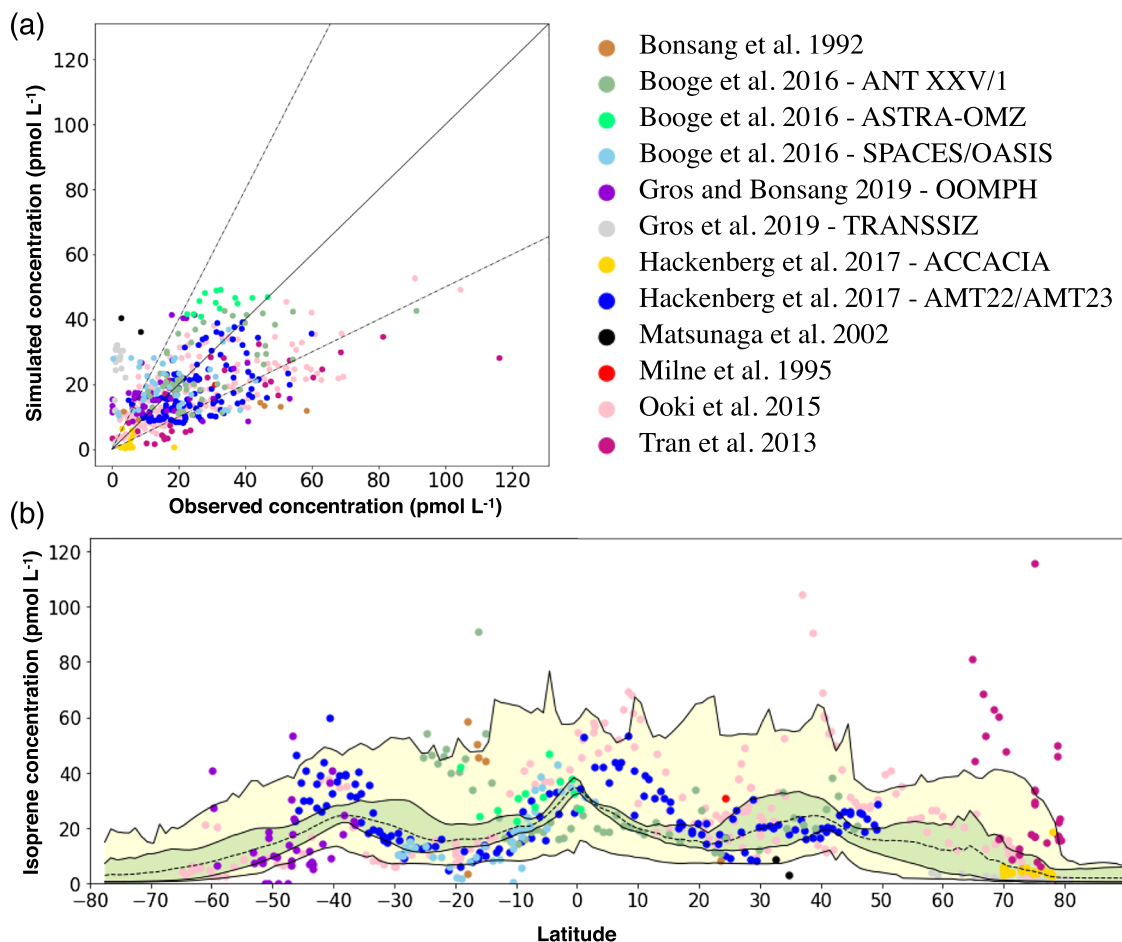 (a)
120
100
80
60
40
20
0
Simulated concentration (pmol L-1)
0 20 40 60 80 100 120
Observed concentration (pmol L-1)
Bonsang et al. 1992
Booge et al. 2016 - ANT XXV/1
Booge et al. 2016 - ASTRA-OMZ
Booge et al. 2016 - SPACES/OASIS
Gros and Bonsang 2019 - OOMPH
Gros et al. 2019 - TRANSSIZ
Hackenberg et al. 2017 - ACCACIA
Hackenberg et al. 2017 - AMT22/AMT23
Matsunaga et al. 2002
Milne et al. 1995
Ooki et al. 2015
Tran et al. 2013
(b)
120
100
80
60
40
20
0
Isoprene concentration (pmol L-1)
−80 −70 −60 −50 −40 −30 −20 −10 0 10 20 30 40 50 60 70 80
Latitude